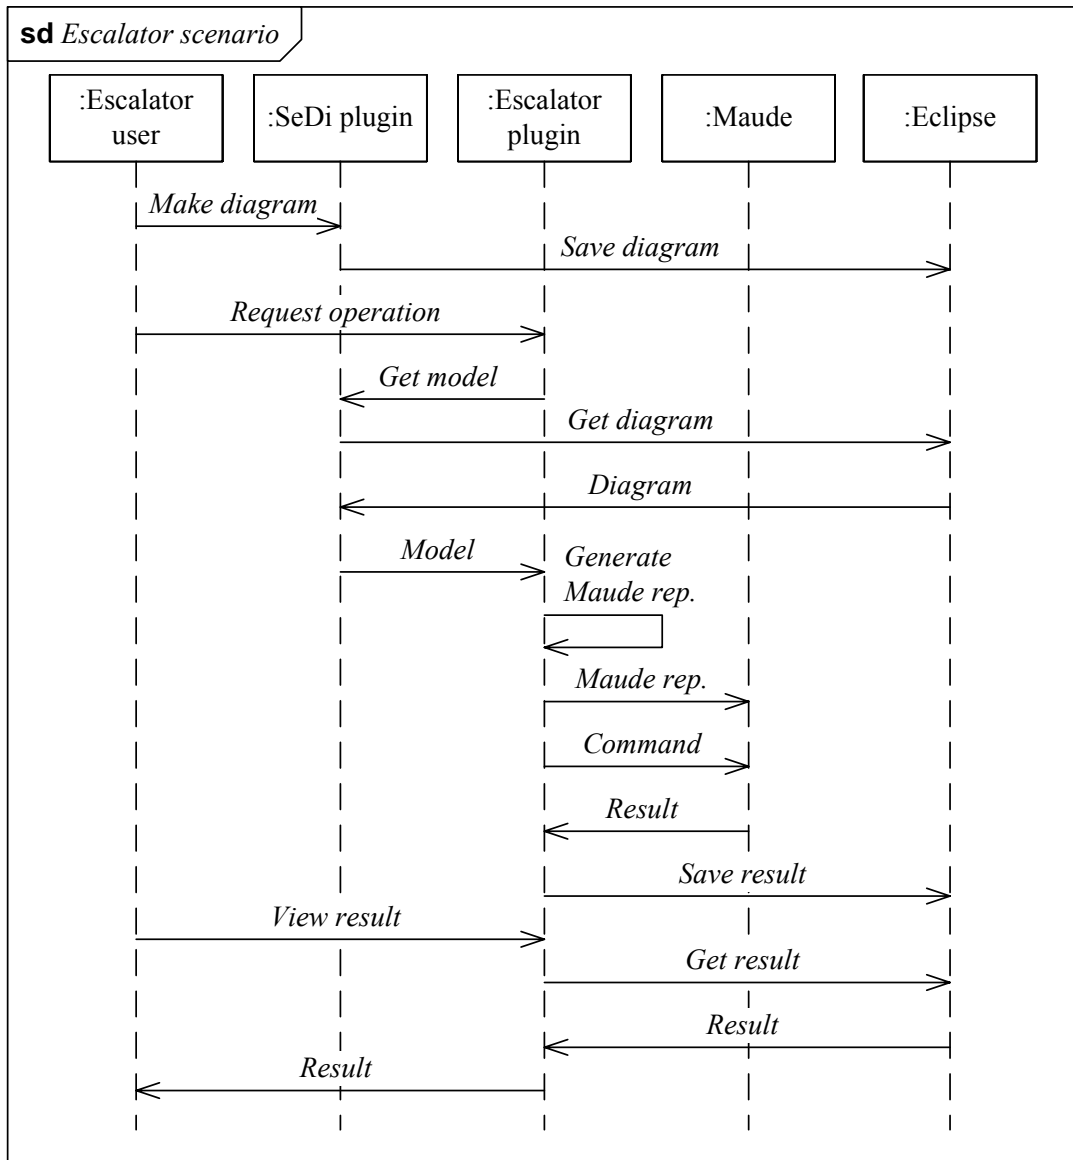 sd Escalator scenario
:Escalator
user
:SeDi plugin
:Escalator
plugin
:Maude
:Eclipse
Make diagram
Save diagram
Request operation
Get model
Get diagram
Diagram
Model
Generate
Maude rep.
Maude rep.
Command
Result
Save result
View result
Get result
Result
Result